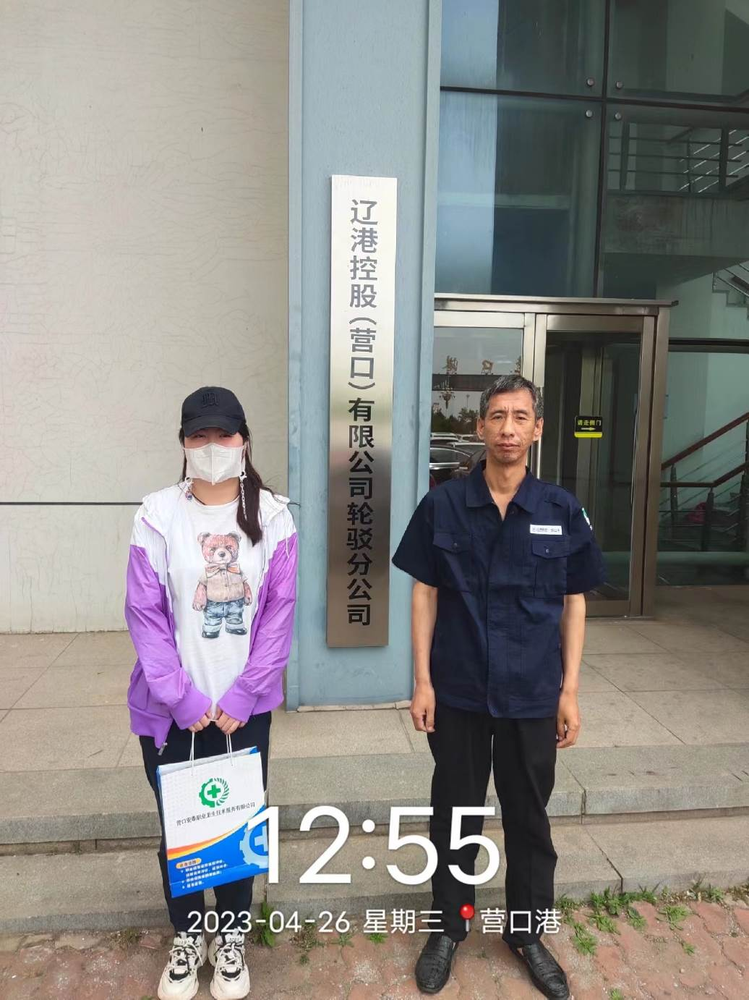 辽港控股（营口）有限公司轮驳分公司
请走侧门
营口安泰职业卫生技术服务有限公司
12:55
2023-04-26 星期三 营口港